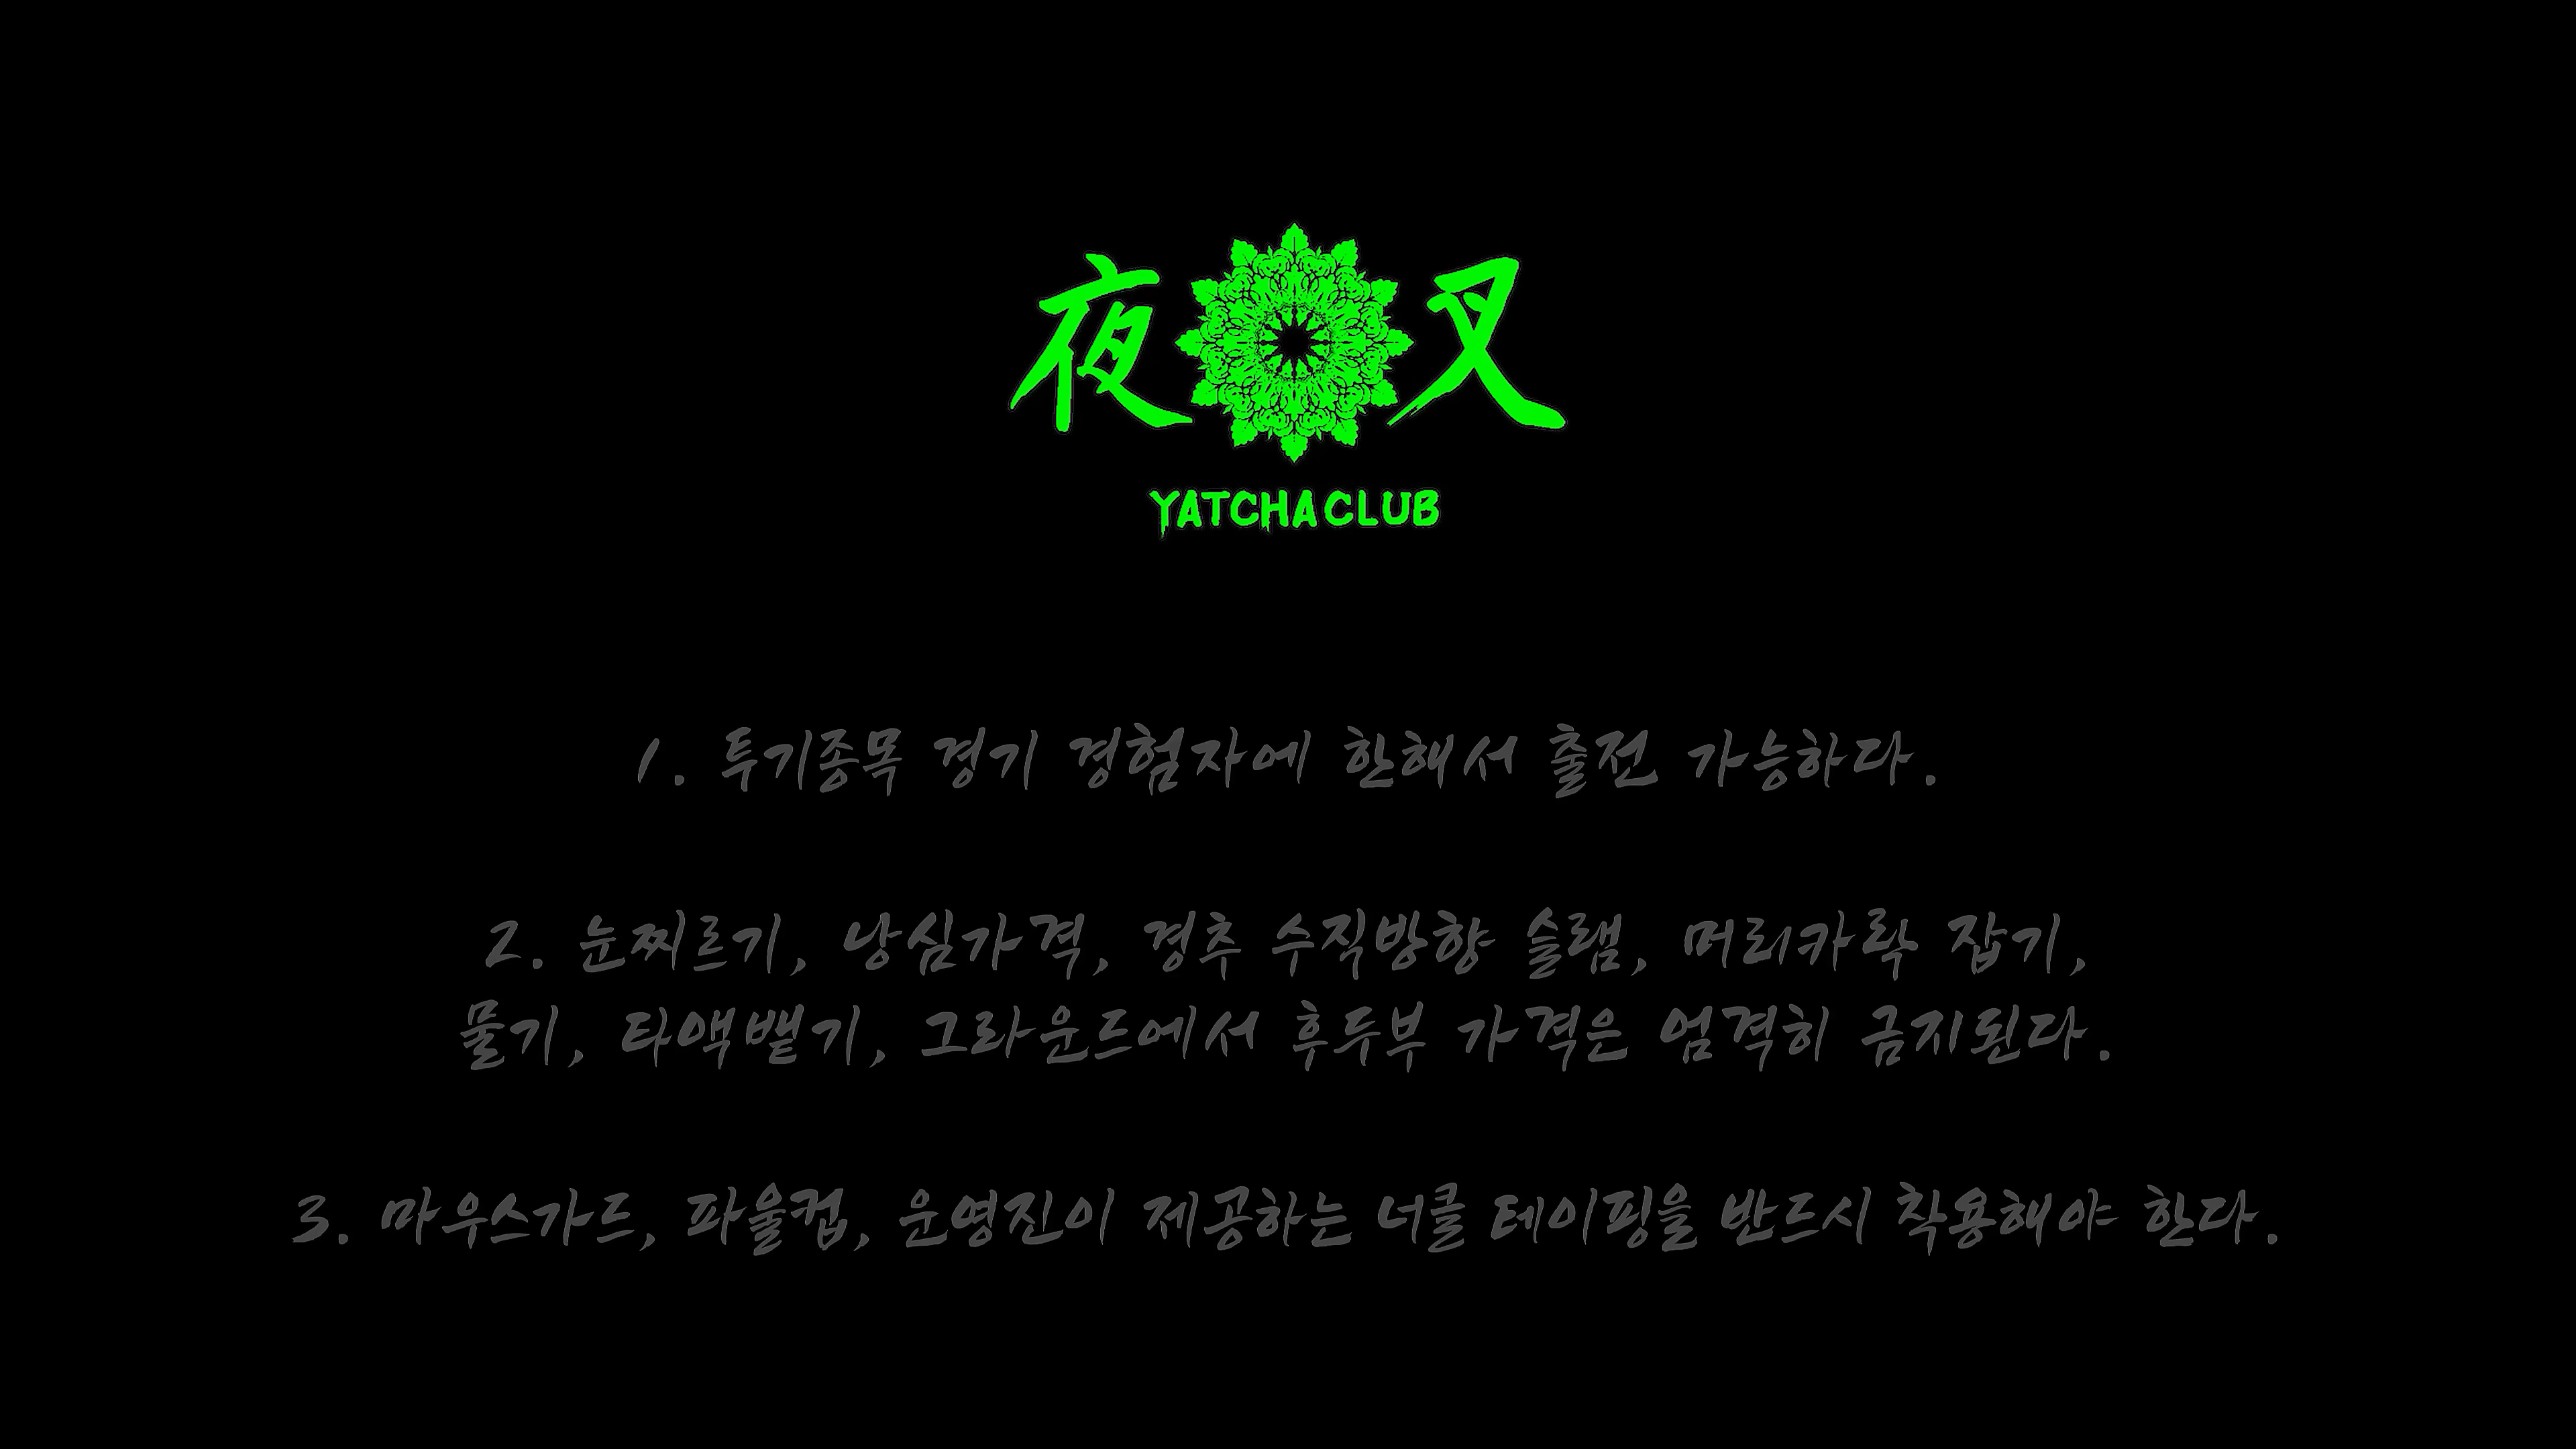 夜叉
YATCHA CLUB
1. 투기종목 경기 경험자에 한해서 출전 가능하다.
2. 눈찌르기, 낭심가격, 경추 수직방향 슬램, 머리카락 잡기,
물기, 타액뱉기, 그라운드에서 후두부 가격은 엄격히 금지된다.
3. 마우스가드, 파울컵, 운영진이 제공하는 너클 테이핑을 반드시 착용해야 한다.